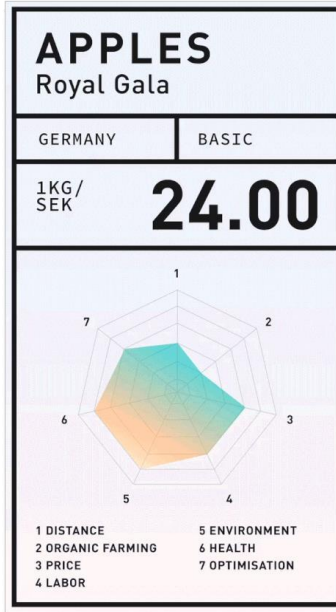 APPLES
Royal Gala
GERMANY
BASIC
1KG/
SEK
24.00
1
2
3
4
5
6
7
1 DISTANCE
2 ORGANIC FARMING
3 PRICE
4 LABOR
5 ENVIRONMENT
6 HEALTH
7 OPTIMISATION